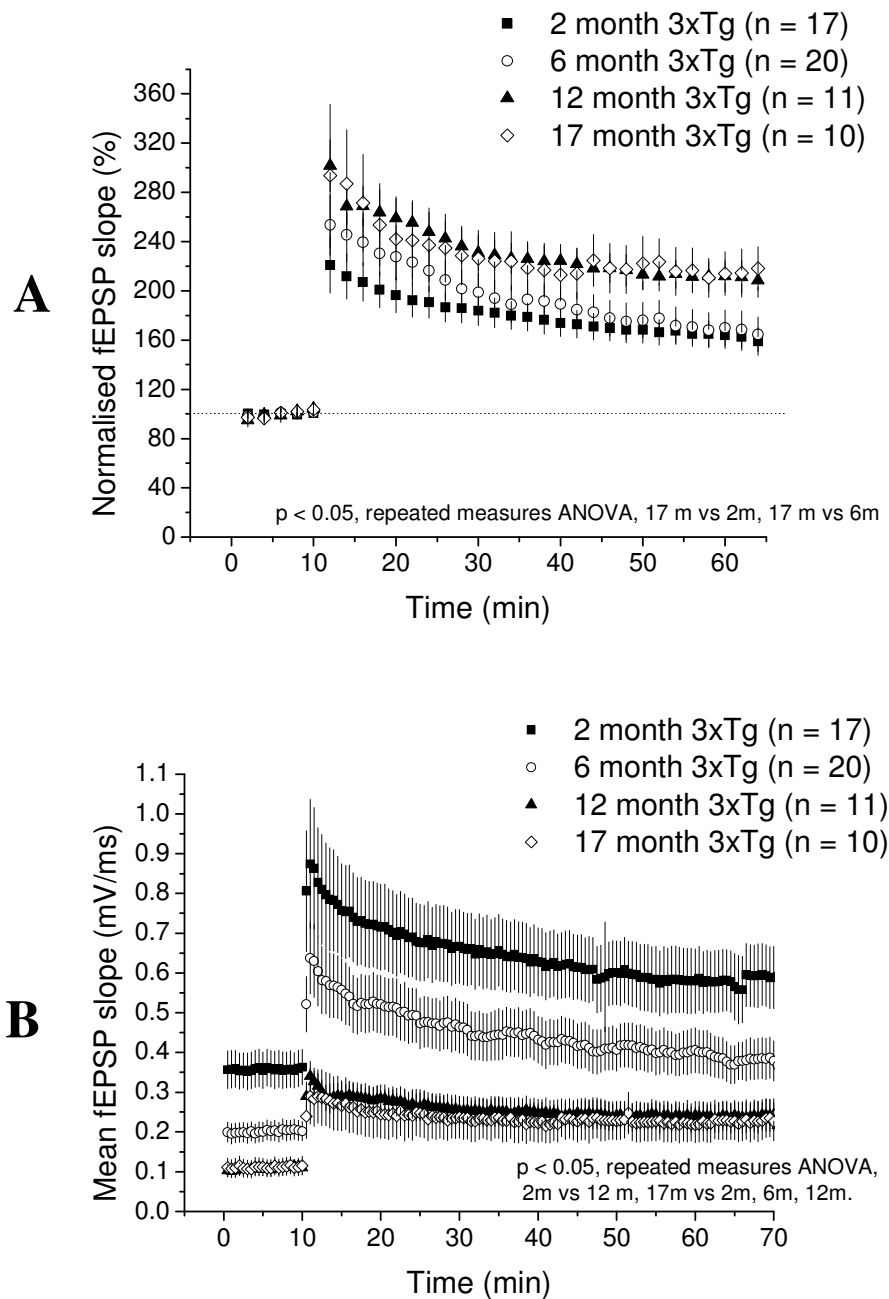 2 month 3xTg (n = 17)
6 month 3xTg (n = 20)
12 month 3xTg (n = 11)
17 month 3xTg (n = 10)
A
Normalised fEPSP slope (%)
360
320
280
240
200
160
120
80
40
0
p < 0.05, repeated measures ANOVA, 17 m vs 2m, 17 m vs 6m
0 10 20 30 40 50 60
Time (min)
2 month 3xTg (n = 17)
6 month 3xTg (n = 20)
12 month 3xTg (n = 11)
17 month 3xTg (n = 10)
B
Mean fEPSP slope (mV/ms)
1.1
1.0
0.9
0.8
0.7
0.6
0.5
0.4
0.3
0.2
0.1
0.0
p < 0.05, repeated measures ANOVA,
2m vs 12 m, 17m vs 2m, 6m, 12m.
0 10 20 30 40 50 60 70
Time (min)